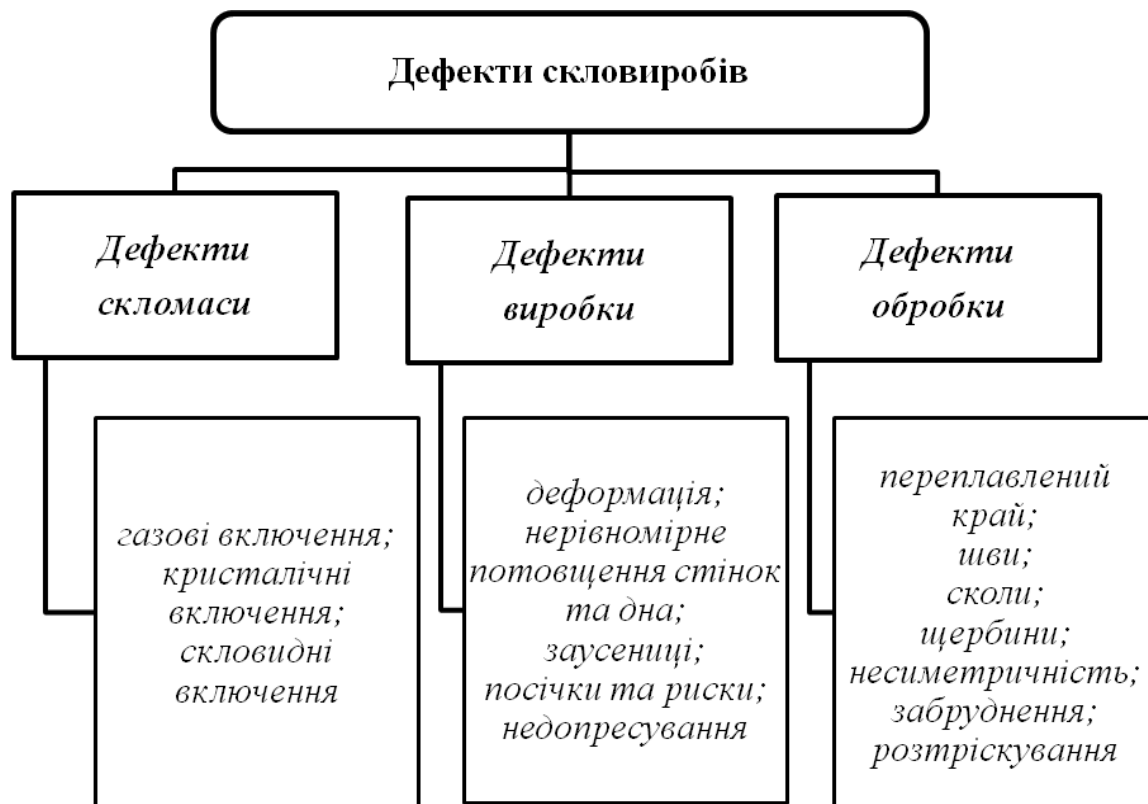 Дефекти скловиробів
Дефекти
скломаси
Дефекти
виробки
Дефекти
обробки
газові включення;
кристалічні
включення;
скловидні
включення
деформація;
нерівномірне
потовщення стінок
та дна;
заусениці;
посічки та риски;
недопресування
переплавлений
край;
шви;
сколи;
щербини;
несиметричність;
забруднення;
розтріскування